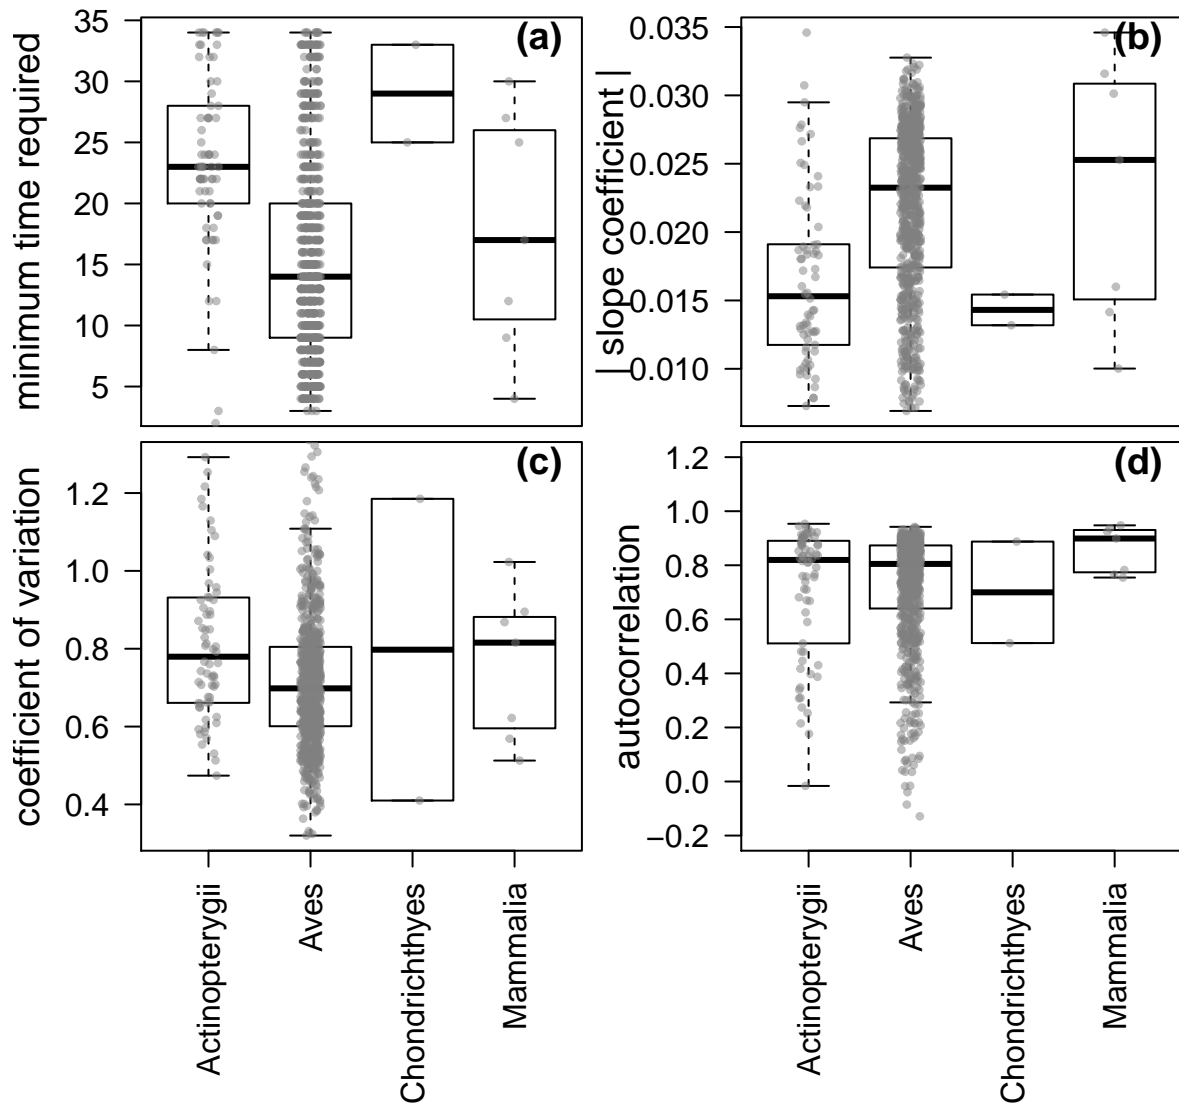 (a)
minimum time required
35
30
25
20
15
10
5
(b)
| slope coefficient |
0.035
0.030
0.025
0.020
0.015
0.010
(c)
coefficient of variation
1.2
1.0
0.8
0.6
0.4
Actinopterygii
Aves
Chondrichthyes
Mammalia
(d)
autocorrelation
1.2
1.0
0.8
0.6
0.4
0.2
0.0
−0.2
Actinopterygii
Aves
Chondrichthyes
Mammalia